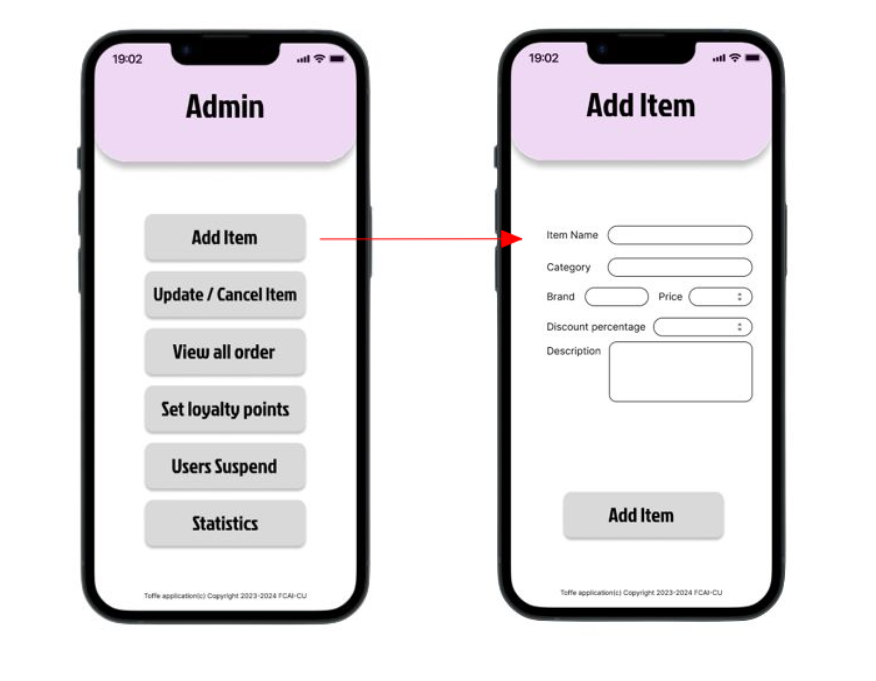 19:02
Admin
Add Item
Update / Cancel Item
View all order
Set loyalty points
Users Suspend
Statistics
Toffe application(c) Copyright 2023-2024 FCAI-CU
19:02
Add Item
Item Name
Category
Brand Price
Discount percentage
Description
Add Item
Toffe application(c) Copyright 2023-2024 FCAI-CU